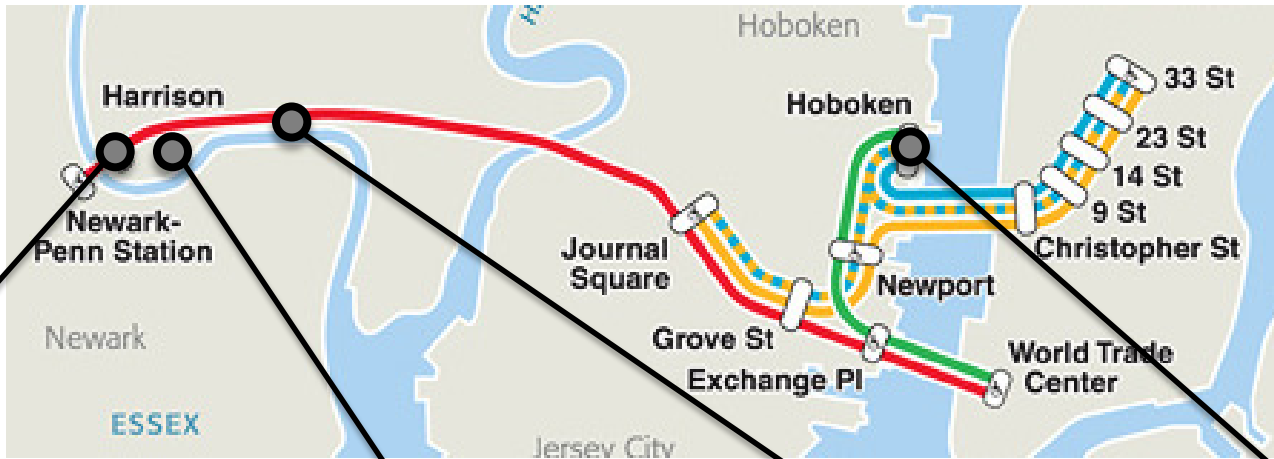 Hoboken
33 St
Harrison
Hoboken
23 St
14 St
9 St
Newark-
Penn Station
Christopher St
Journal
Square
Newport
Newark
Grove St
World Trade
Center
Exchange Pl
ESSEX
Jersey City